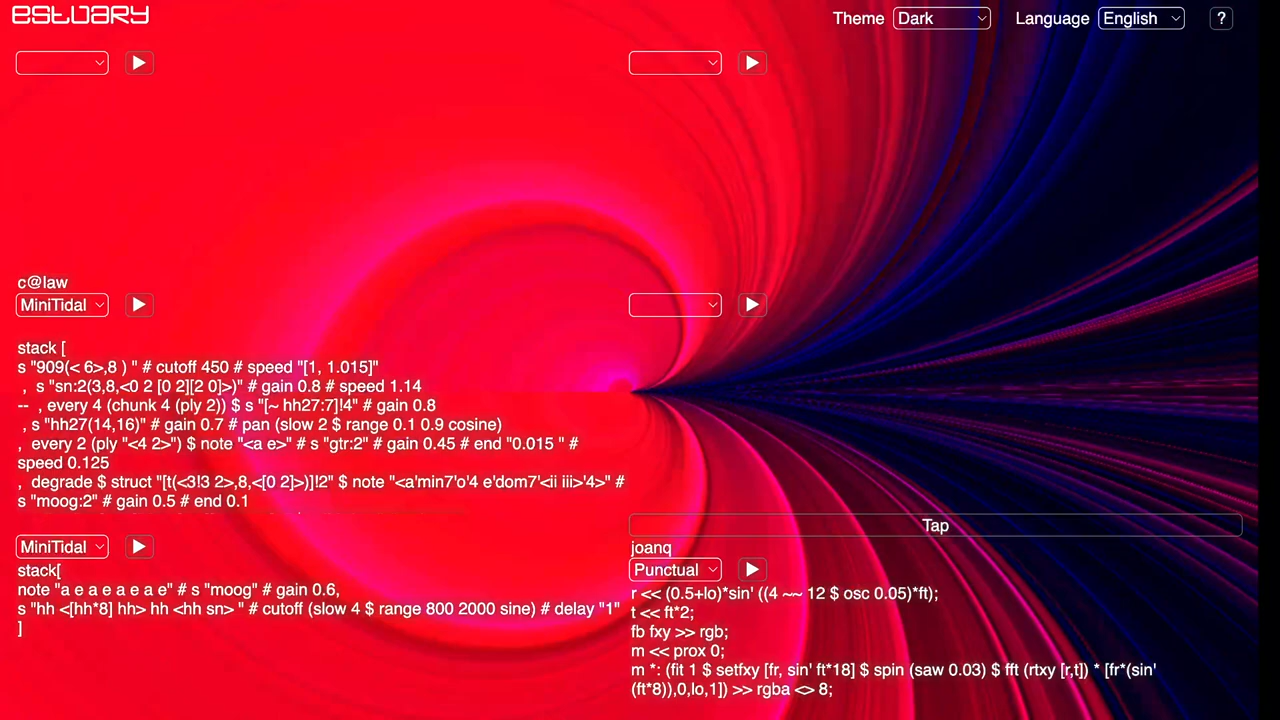 estuary
Theme Dark Language English ?
c@law
MiniTidal
stack [
s "909(< 6>,8 ) " # cutoff 450 # speed "[1, 1.015]"
, s "sn:2(3,8,<0 2 [0 2][2 0]>)" # gain 0.8 # speed 1.14
-- , every 4 (chunk 4 (ply 2)) $ s "[~ hh27:7]!4" # gain 0.8
, s "hh27(14,16)" # gain 0.7 # pan (slow 2 $ range 0.1 0.9 cosine)
, every 2 (ply "<4 2>") $ note "<a e>" # s "gtr:2" # gain 0.45 # end "0.015 " #
speed 0.125
, degrade $ struct "[t(<3!3 2>,8,<[0 2]>)]!2" $ note "<a'min7'o'4 e'dom7'<ii iii>'4>" #
s "moog:2" # gain 0.5 # end 0.1
MiniTidal
stack[
note "a e a e a e a e" # s "moog" # gain 0.6,
s "hh <[hh*8] hh> hh <hh sn> " # cutoff (slow 4 $ range 800 2000 sine) # delay "1"
]
Tap
joanq
Punctual
r << (0.5+lo)*sin' ((4 ~~ 12 $ osc 0.05)*ft);
t << ft*2;
fb fxy >> rgb;
m << prox 0;
m *: (fit 1 $ setfxy [fr, sin' ft*18] $ spin (saw 0.03) $ fft (rtxy [r,t]) * [fr*(sin'
(ft*8)),0,lo,1]) >> rgba <> 8;